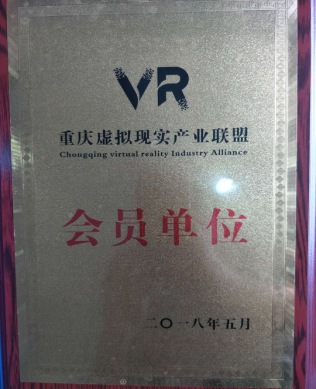 VR
重庆虚拟现实产业联盟
Chongqing virtual reality Industry Alliance
会员单位
二〇一八年五月